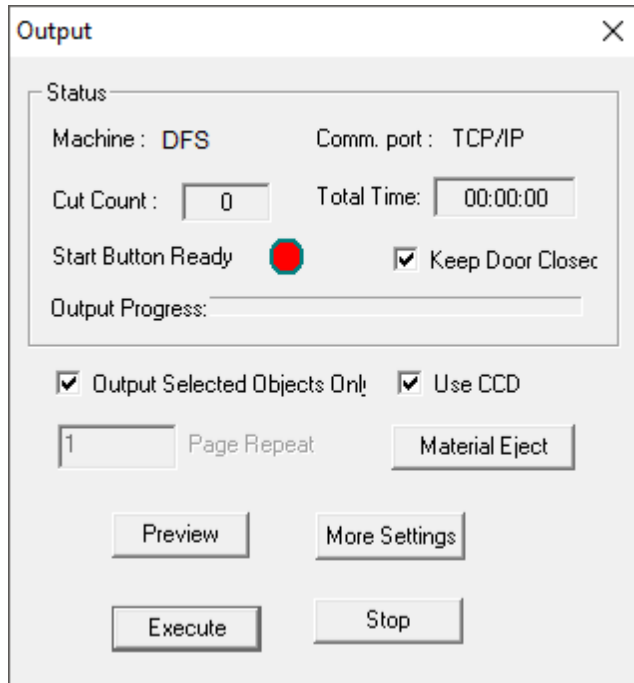 Output
Status
Machine : DFS Comm. port : TCP/IP
Cut Count : 0 Total Time: 00:00:00
Start Button Ready Keep Door Closed
Output Progress:
Output Selected Objects Only Use CCD
1 Page Repeat Material Eject
Preview More Settings
Execute Stop